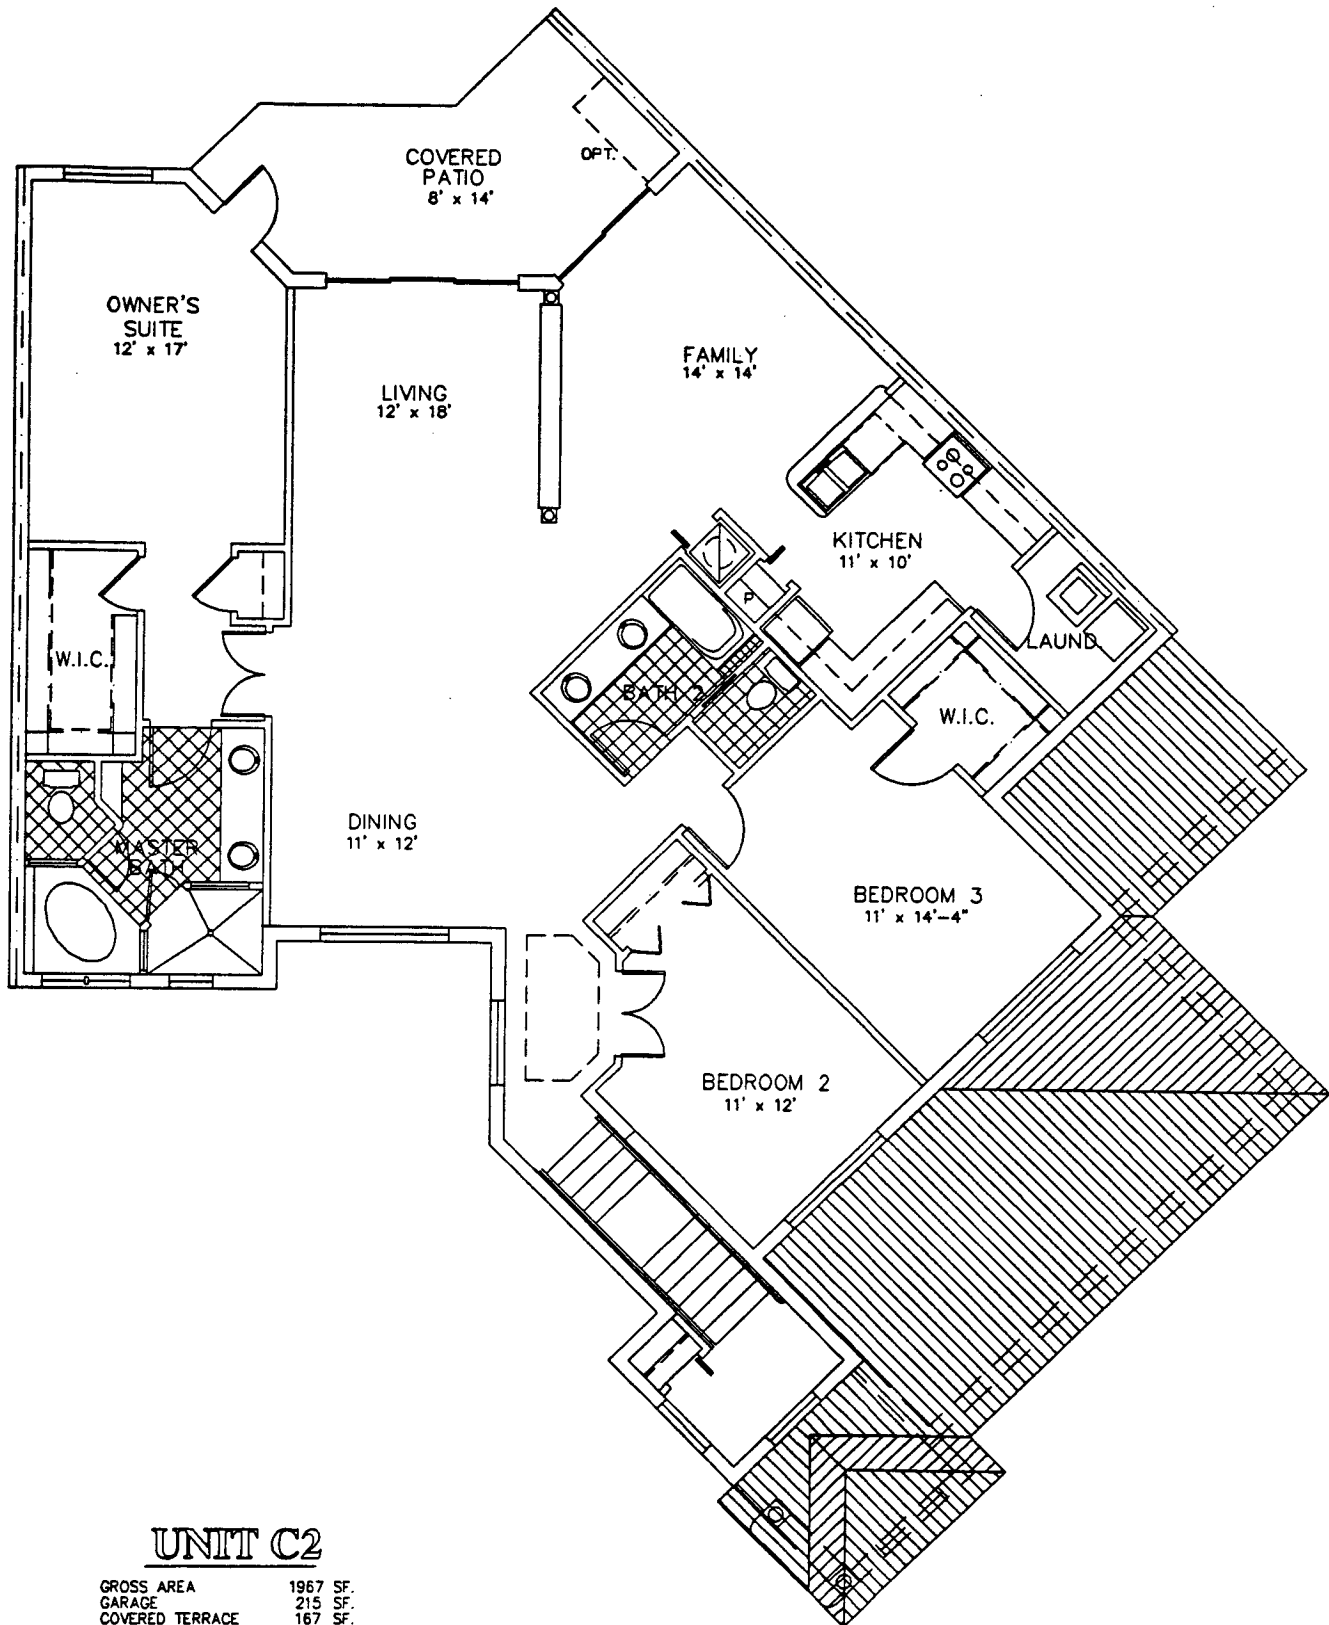 COVERED
PATIO
8' x 14'
OPT.
OWNER'S
SUITE
12' x 17'
LIVING
12' x 18'
FAMILY
14' x 14'
KITCHEN
11' x 10'
P
LAUND.
W.I.C.
BATH 2
W.I.C.
DINING
11' x 12'
MASTER
BATH
BEDROOM 3
11' x 14'-4"
BEDROOM 2
11' x 12'
UNIT C2
GROSS AREA 1967 SF.
GARAGE 215 SF.
COVERED TERRACE 167 SF.